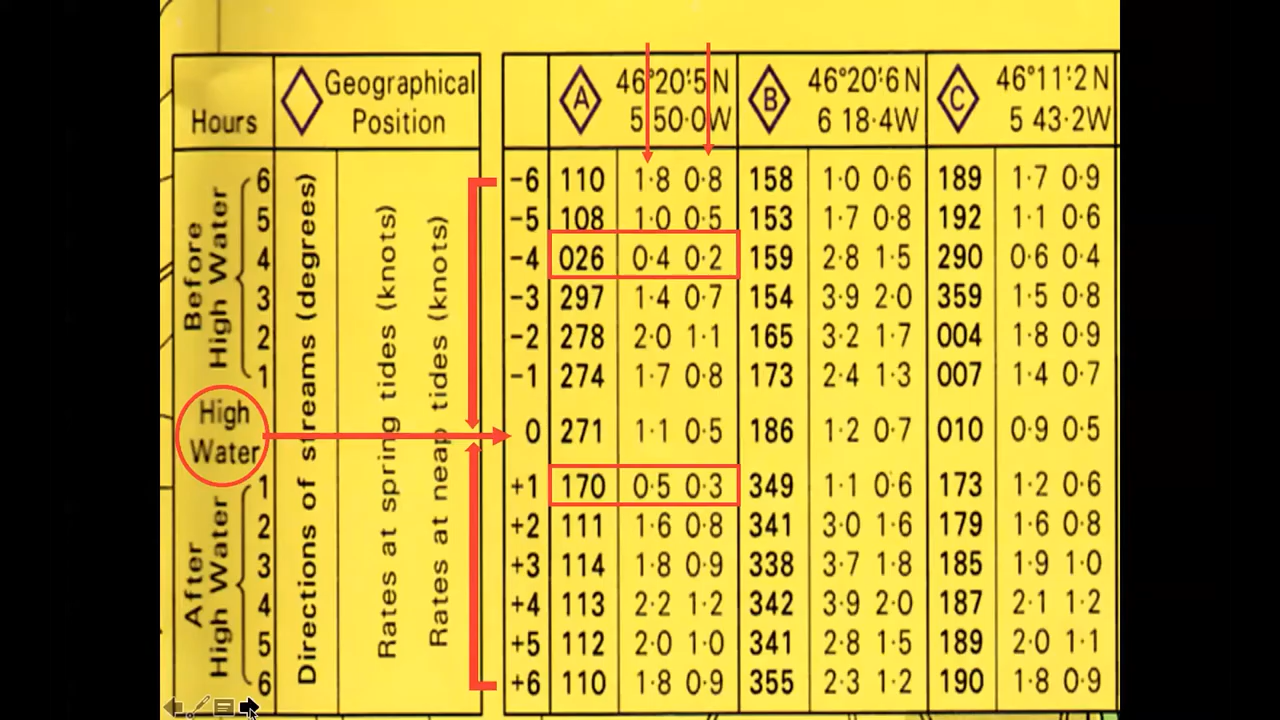 Geographical
Position
Hours
Before
High Water
6
5
4
3
2
1
High
Water
After
High Water
1
2
3
4
5
6
Directions of streams (degrees)
Rates at spring tides (knots)
Rates at neap tides (knots)
A 46°20'·5N B 46°20'·6N C 46°11'·2N
5 50·0W 6 18·4W 5 43·2W
-6 110 1·8 0·8 158 1·0 0·6 189 1·7 0·9
-5 108 1·0 0·5 153 1·7 0·8 192 1·1 0·6
-4 026 0·4 0·2 159 2·8 1·5 290 0·6 0·4
-3 297 1·4 0·7 154 3·9 2·0 359 1·5 0·8
-2 278 2·0 1·1 165 3·2 1·7 004 1·8 0·9
-1 274 1·7 0·8 173 2·4 1·3 007 1·4 0·7
0 271 1·1 0·5 186 1·2 0·7 010 0·9 0·5
+1 170 0·5 0·3 349 1·1 0·6 173 1·2 0·6
+2 111 1·6 0·8 341 3·0 1·6 179 1·6 0·8
+3 114 1·8 0·9 338 3·7 1·8 185 1·9 1·0
+4 113 2·2 1·2 342 3·9 2·0 187 2·1 1·2
+5 112 2·0 1·0 341 2·8 1·5 189 2·0 1·1
+6 110 1·8 0·9 355 2·3 1·2 190 1·8 0·9